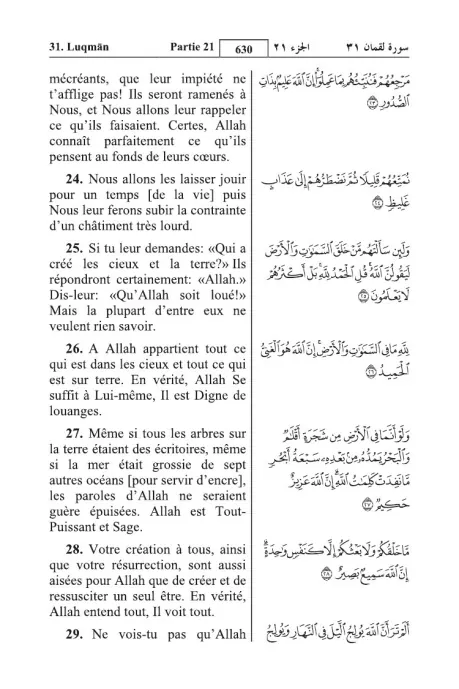 31. Luqmān Partie 21 630 الجزء ٢١ سورة لقمان ٣١
mécréants, que leur impiété ne
t'afflige pas! Ils seront ramenés à
Nous, et Nous allons leur rappeler
ce qu'ils faisaient. Certes, Allah
connaît parfaitement ce qu'ils
pensent au fonds de leurs cœurs.
24. Nous allons les laisser jouir
pour un temps [de la vie] puis
Nous leur ferons subir la contrainte
d'un châtiment très lourd.
25. Si tu leur demandes: «Qui a
créé les cieux et la terre?» Ils
répondront certainement: «Allah.»
Dis-leur: «Qu'Allah soit loué!»
Mais la plupart d'entre eux ne
veulent rien savoir.
26. A Allah appartient tout ce
qui est dans les cieux et tout ce qui
est sur terre. En vérité, Allah Se
suffit à Lui-même, Il est Digne de
louanges.
27. Même si tous les arbres sur
la terre étaient des écritoires, même
si la mer était grossie de sept
autres océans [pour servir d'encre],
les paroles d'Allah ne seraient
guère épuisées. Allah est Tout-
Puissant et Sage.
28. Votre création à tous, ainsi
que votre résurrection, sont aussi
aisées pour Allah que de créer et de
ressusciter un seul être. En vérité,
Allah entend tout, Il voit tout.
29. Ne vois-tu pas qu'Allah
مَرْجِعُهُمْ فَنُنَبِّئُهُم بِمَا عَمِلُوٓا۟ ۚ إِنَّ ٱللَّهَ عَلِيمٌۢ بِذَاتِ
ٱلصُّدُورِ ﴿٢٣﴾
نُمَتِّعُهُمْ قَلِيلًا ثُمَّ نَضْطَرُّهُمْ إِلَىٰ عَذَابٍ
غَلِيظٍ ﴿٢٤﴾
وَلَئِن سَأَلْتَهُم مَّنْ خَلَقَ ٱلسَّمَٰوَٰتِ وَٱلْأَرْضَ
لَيَقُولُنَّ ٱللَّهُ ۚ قُلِ ٱلْحَمْدُ لِلَّهِ ۚ بَلْ أَكْثَرُهُمْ
لَا يَعْلَمُونَ ﴿٢٥﴾
لِلَّهِ مَا فِى ٱلسَّمَٰوَٰتِ وَٱلْأَرْضِ ۚ إِنَّ ٱللَّهَ هُوَ ٱلْغَنِىُّ
ٱلْحَمِيدُ ﴿٢٦﴾
وَلَوْ أَنَّمَا فِى ٱلْأَرْضِ مِن شَجَرَةٍ أَقْلَٰمٌ
وَٱلْبَحْرُ يَمُدُّهُۥ مِنۢ بَعْدِهِۦ سَبْعَةُ أَبْحُرٍ
مَّا نَفِدَتْ كَلِمَٰتُ ٱللَّهِ ۗ إِنَّ ٱللَّهَ عَزِيزٌ
حَكِيمٌ ﴿٢٧﴾
مَّا خَلْقُكُمْ وَلَا بَعْثُكُمْ إِلَّا كَنَفْسٍ وَٰحِدَةٍ ۗ
إِنَّ ٱللَّهَ سَمِيعٌۢ بَصِيرٌ ﴿٢٨﴾
أَلَمْ تَرَ أَنَّ ٱللَّهَ يُولِجُ ٱلَّيْلَ فِى ٱلنَّهَارِ وَيُولِجُ